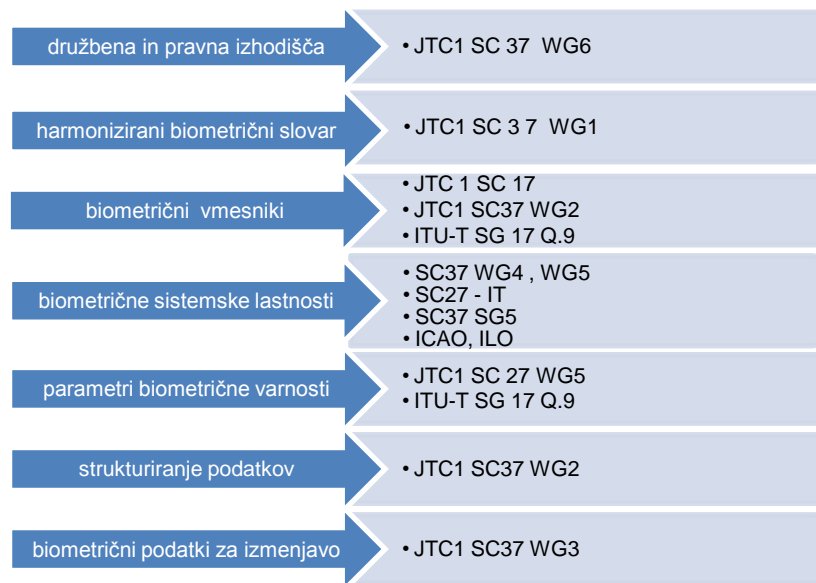 družbena in pravna izhodišča
• JTC1 SC 37 WG6
harmonizirani biometrični slovar
• JTC1 SC 3 7 WG1
biometrični vmesniki
• JTC 1 SC 17
• JTC1 SC37 WG2
• ITU-T SG 17 Q.9
biometrične sistemske lastnosti
• SC37 WG4 , WG5
• SC27 - IT
• SC37 SG5
• ICAO, ILO
parametri biometrične varnosti
• JTC1 SC 27 WG5
• ITU-T SG 17 Q.9
strukturiranje podatkov
• JTC1 SC37 WG2
biometrični podatki za izmenjavo
• JTC1 SC37 WG3